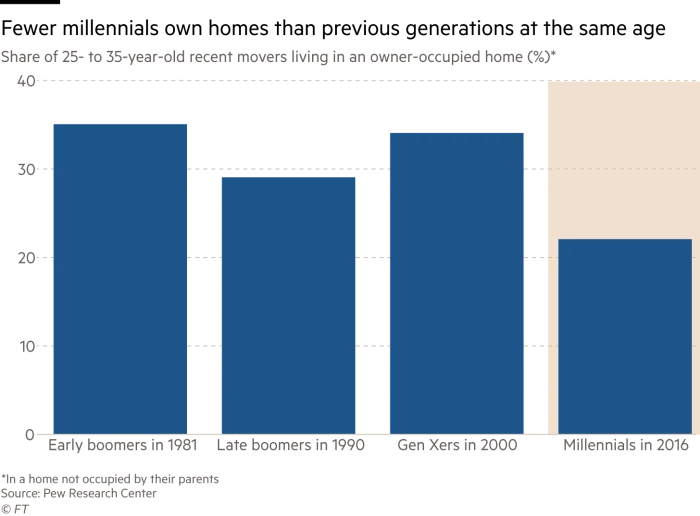 Fewer millennials own homes than previous generations at the same age
Share of 25- to 35-year-old recent movers living in an owner-occupied home (%)*
40
30
20
10
0
Early boomers in 1981 Late boomers in 1990 Gen Xers in 2000 Millennials in 2016
*In a home not occupied by their parents
Source: Pew Research Center
© FT